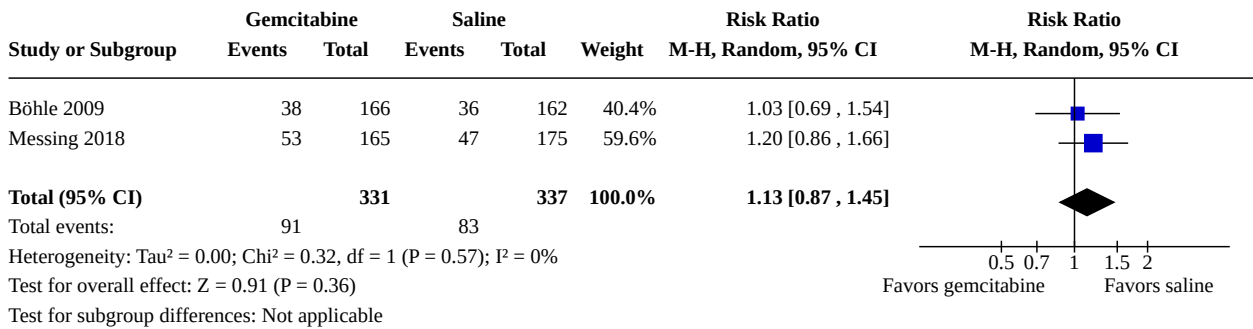 Gemcitabine Saline Risk Ratio Risk Ratio
Study or Subgroup Events Total Events Total Weight M-H, Random, 95% CI M-H, Random, 95% CI
Böhle 2009 38 166 36 162 40.4% 1.03 [0.69 , 1.54]
Messing 2018 53 165 47 175 59.6% 1.20 [0.86 , 1.66]
Total (95% CI) 331 337 100.0% 1.13 [0.87 , 1.45]
Total events: 91 83
Heterogeneity: Tau² = 0.00; Chi² = 0.32, df = 1 (P = 0.57); I² = 0%
0.5 0.7 1 1.5 2
Test for overall effect: Z = 0.91 (P = 0.36) Favors gemcitabine Favors saline
Test for subgroup differences: Not applicable